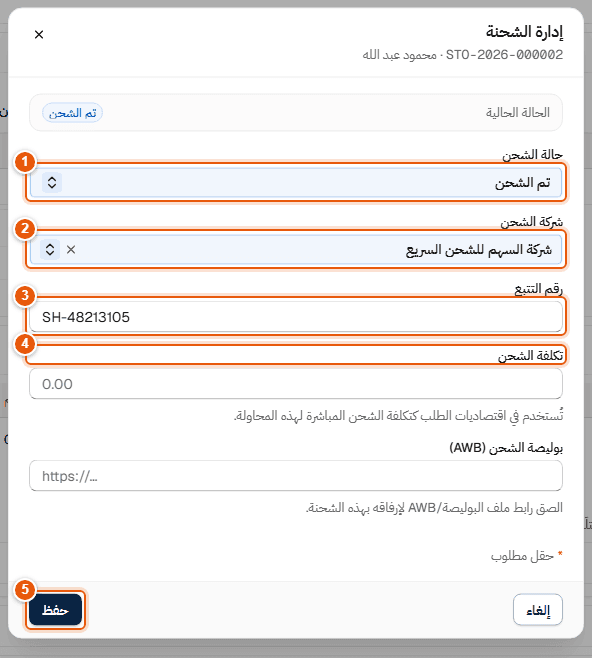 إدارة الشحنة
STO-2026-000002 · محمود عبد الله
الحالة الحالية
تم الشحن
حالة الشحن
1
تم الشحن
شركة الشحن
2
شركة السهم للشحن السريع
رقم التتبع
3
SH-48213105
4
تكلفة الشحن
0.00
تُستخدم في اقتصاديات الطلب كتكلفة الشحن المباشرة لهذه المحاولة.
بوليصة الشحن (AWB)
https://...
الصق رابط ملف البوليصة/AWB لإرفاقه بهذه الشحنة.
* حقل مطلوب
5
إلغاء
حفظ